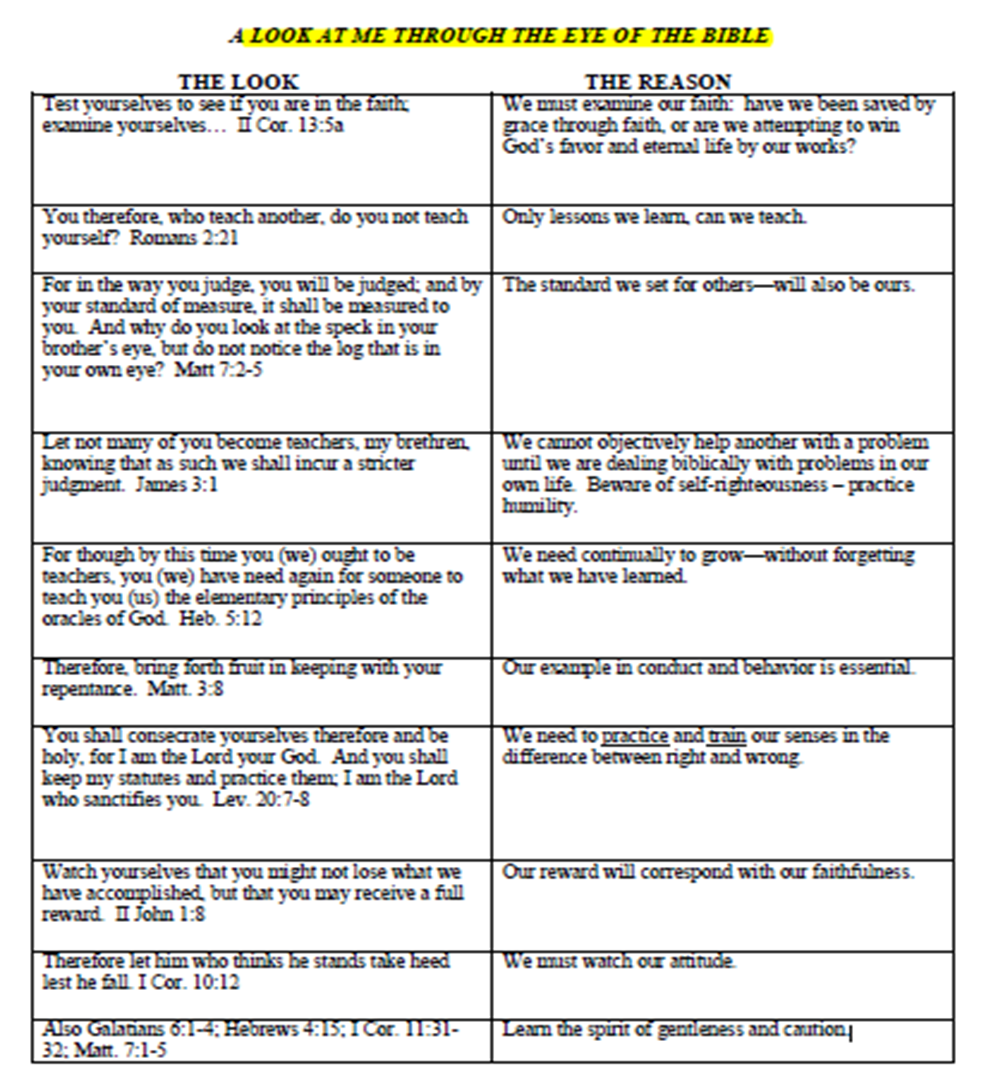 A LOOK AT ME THROUGH THE EYE OF THE BIBLE
THE LOOK
THE REASON
Test yourselves to see if you are in the faith;
examine yourselves… II Cor. 13:5a
We must examine our faith: have we been saved by
grace through faith, or are we attempting to win
God's favor and eternal life by our works?
You therefore, who teach another, do you not teach
yourself? Romans 2:21
Only lessons we learn, can we teach.
For in the way you judge, you will be judged; and by
your standard of measure, it shall be measured to
you. And why do you look at the speck in your
brother's eye, but do not notice the log that is in
your own eye? Matt 7:2-5
The standard we set for others—will also be ours.
Let not many of you become teachers, my brethren,
knowing that as such we shall incur a stricter
judgment. James 3:1
We cannot objectively help another with a problem
until we are dealing biblically with problems in our
own life. Beware of self-righteousness – practice
humility.
For though by this time you (we) ought to be
teachers, you (we) have need again for someone to
teach you (us) the elementary principles of the
oracles of God. Heb. 5:12
We need continually to grow—without forgetting
what we have learned.
Therefore, bring forth fruit in keeping with your
repentance. Matt. 3:8
Our example in conduct and behavior is essential.
You shall consecrate yourselves therefore and be
holy, for I am the Lord your God. And you shall
keep my statutes and practice them; I am the Lord
who sanctifies you. Lev. 20:7-8
We need to practice and train our senses in the
difference between right and wrong.
Watch yourselves that you might not lose what we
have accomplished, but that you may receive a full
reward. II John 1:8
Our reward will correspond with our faithfulness.
Therefore let him who thinks he stands take heed
lest he fall. I Cor. 10:12
We must watch our attitude.
Also Galatians 6:1-4; Hebrews 4:15; I Cor. 11:31-
32; Matt. 7:1-5
Learn the spirit of gentleness and caution.